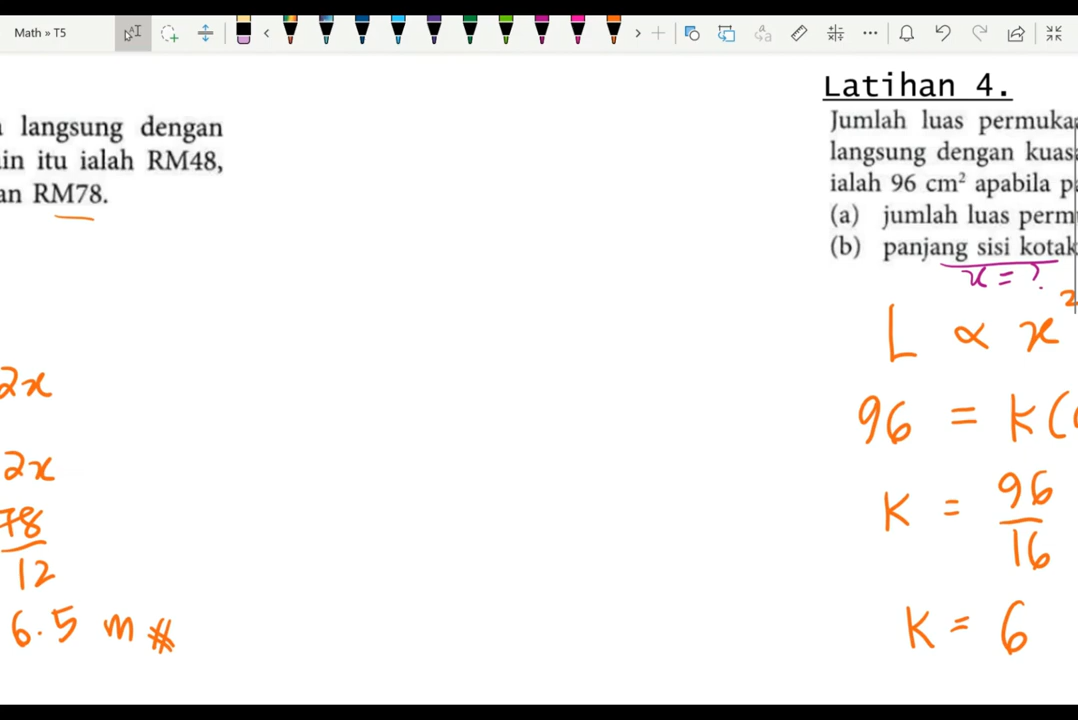 Math » T5
langsung dengan
in itu ialah RM48,
an RM78.
2x
2x
78
12
6.5 m
Latihan 4.
Jumlah luas permuka
langsung dengan kuas
ialah 96 cm² apabila p
(a) jumlah luas perm
(b) panjang sisi kotak
x = ?
L ∝ x²
96 = K(
K = 96
16
K = 6